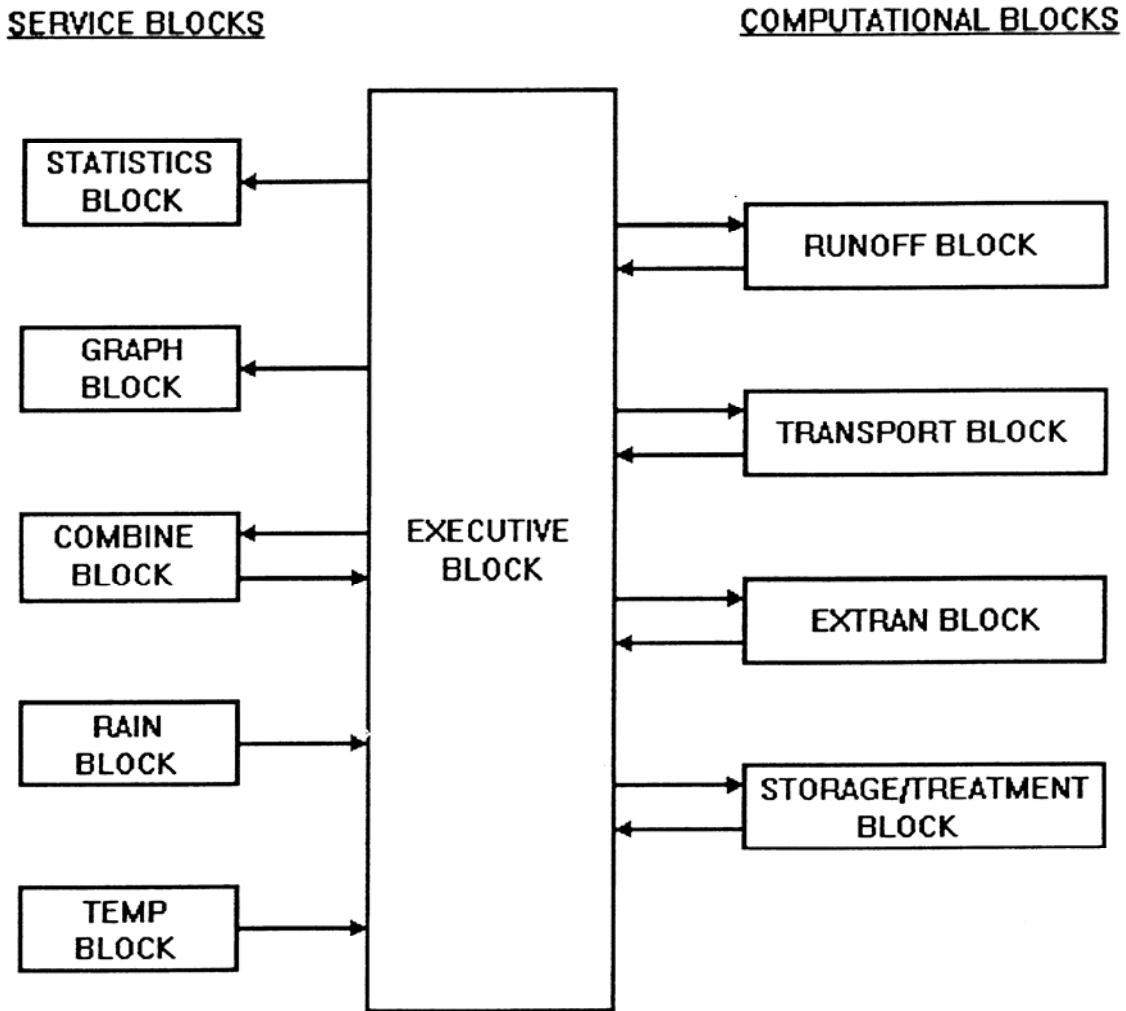 SERVICE BLOCKS
COMPUTATIONAL BLOCKS
STATISTICS
BLOCK
GRAPH
BLOCK
COMBINE
BLOCK
RAIN
BLOCK
TEMP
BLOCK
EXECUTIVE
BLOCK
RUNOFF BLOCK
TRANSPORT BLOCK
EXTRAN BLOCK
STORAGE/TREATMENT
BLOCK